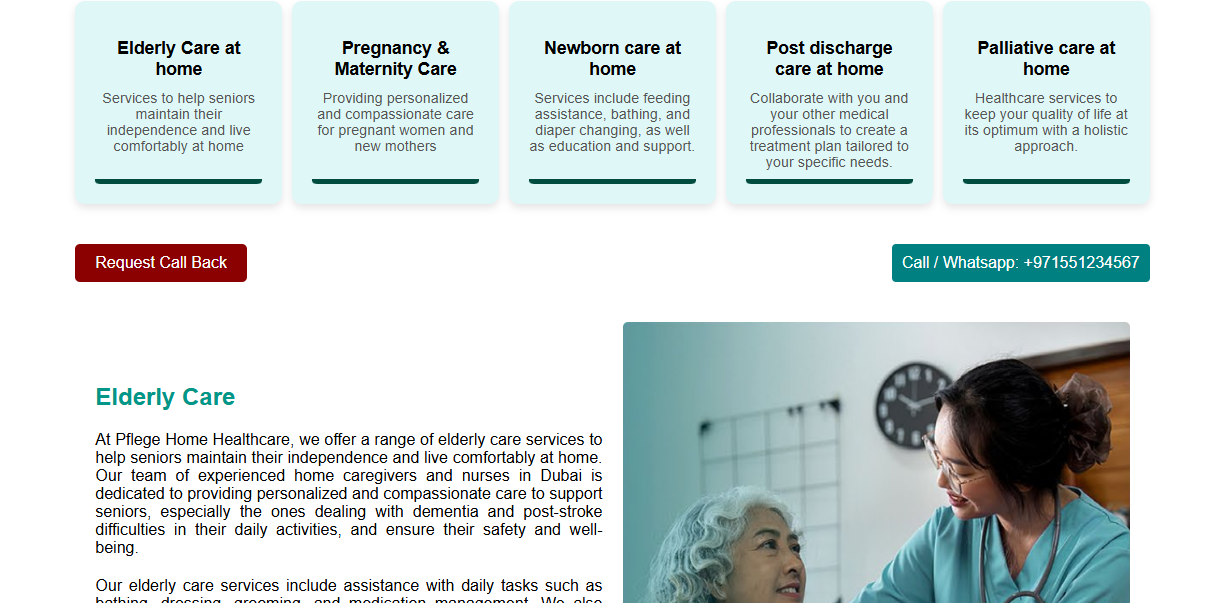 Elderly Care at
home
Services to help seniors
maintain their
independence and live
comfortably at home
Pregnancy &
Maternity Care
Providing personalized
and compassionate care
for pregnant women and
new mothers
Newborn care at
home
Services include feeding
assistance, bathing, and
diaper changing, as well
as education and support.
Post discharge
care at home
Collaborate with you and
your other medical
professionals to create a
treatment plan tailored to
your specific needs.
Palliative care at
home
Healthcare services to
keep your quality of life at
its optimum with a holistic
approach.
Request Call Back
Call / Whatsapp: +971551234567
Elderly Care
At Pflege Home Healthcare, we offer a range of elderly care services to
help seniors maintain their independence and live comfortably at home.
Our team of experienced home caregivers and nurses in Dubai is
dedicated to providing personalized and compassionate care to support
seniors, especially the ones dealing with dementia and post-stroke
difficulties in their daily activities, and ensure their safety and well-
being.
Our elderly care services include assistance with daily tasks such as
bathing, dressing, grooming, and medication management. We also